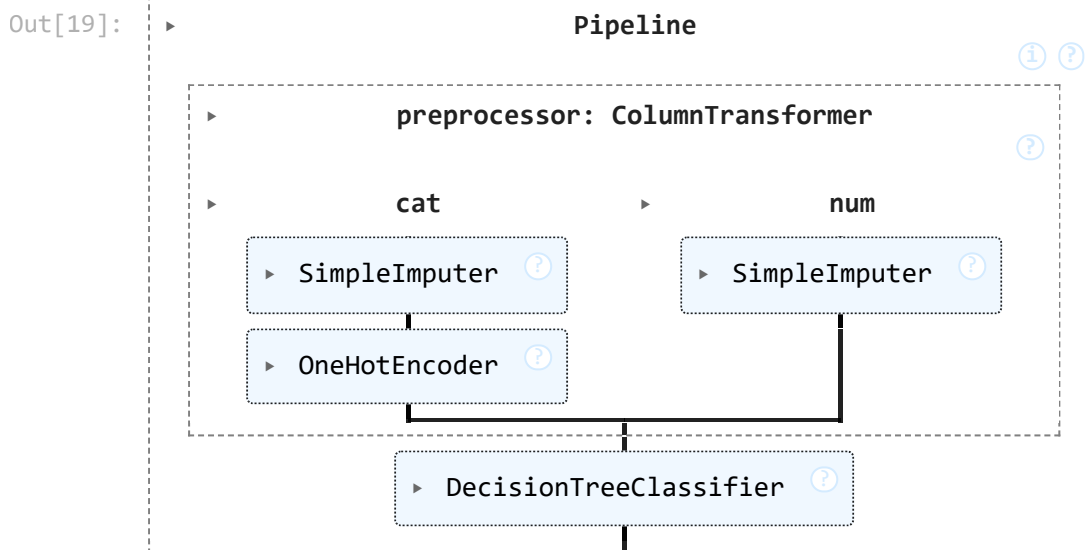 Out[19]:
▸ Pipeline
i ?
▸ preprocessor: ColumnTransformer
?
▸ cat ▸ num
▸ SimpleImputer ? ▸ SimpleImputer ?
▸ OneHotEncoder ?
▸ DecisionTreeClassifier ?